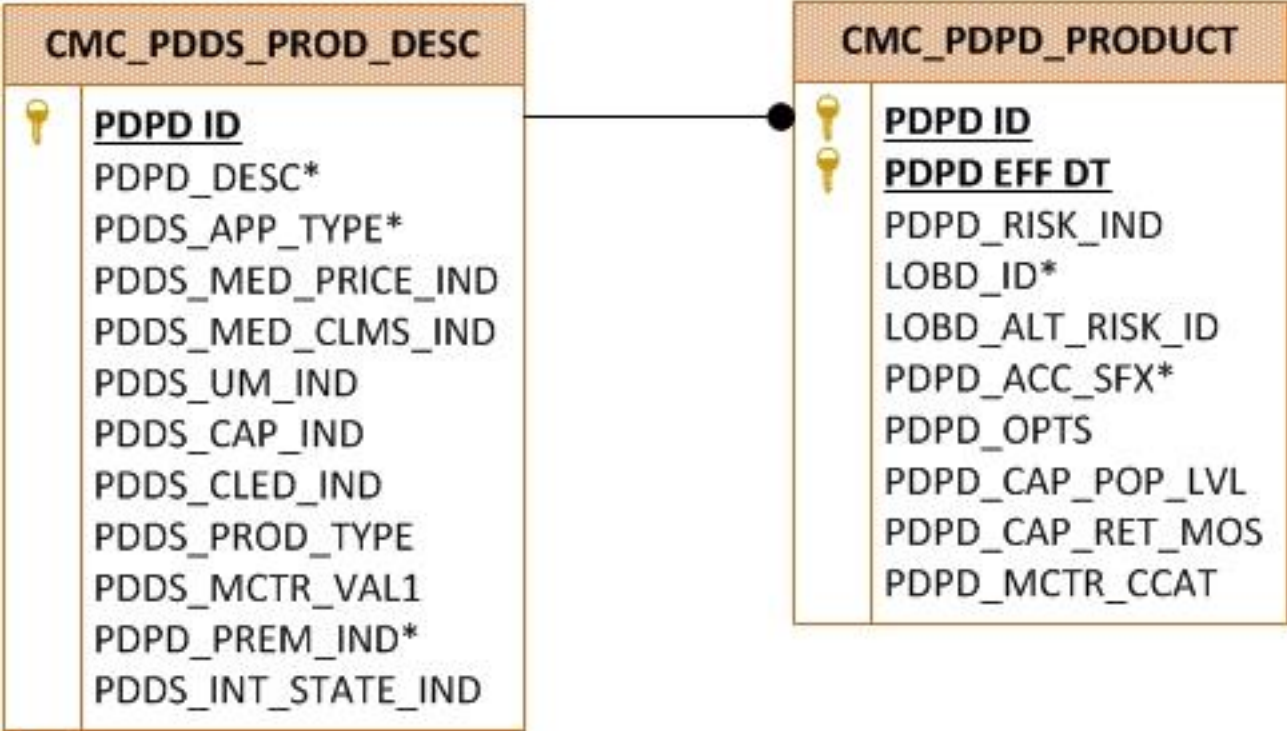 CMC_PDDS_PROD_DESC
PDPD ID
PDPD_DESC*
PDDS_APP_TYPE*
PDDS_MED_PRICE_IND
PDDS_MED_CLMS_IND
PDDS_UM_IND
PDDS_CAP_IND
PDDS_CLED_IND
PDDS_PROD_TYPE
PDDS_MCTR_VAL1
PDPD_PREM_IND*
PDDS_INT_STATE_IND
CMC_PDPD_PRODUCT
PDPD ID
PDPD EFF DT
PDPD_RISK_IND
LOBD_ID*
LOBD_ALT_RISK_ID
PDPD_ACC_SFX*
PDPD_OPTS
PDPD_CAP_POP_LVL
PDPD_CAP_RET_MOS
PDPD_MCTR_CCAT